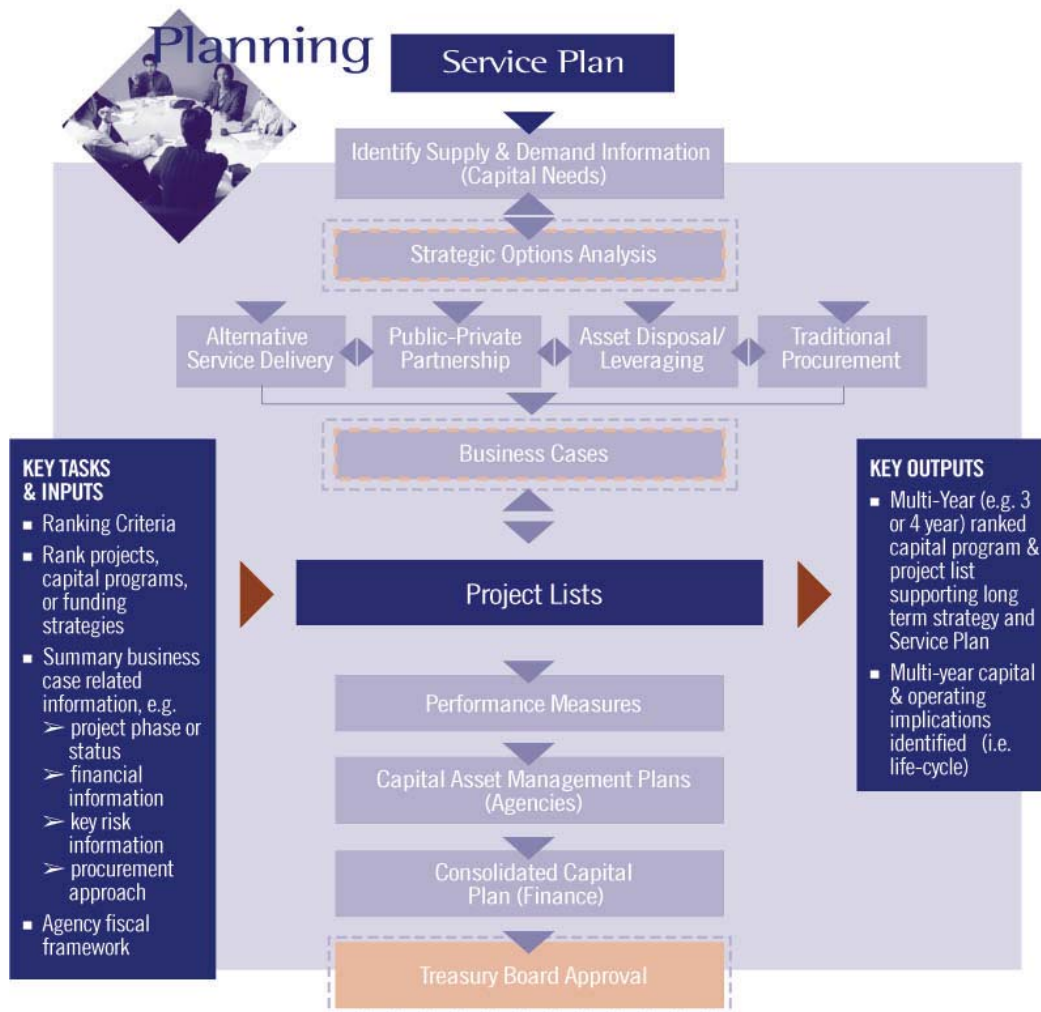 Planning
Service Plan
Identify Supply & Demand Information
(Capital Needs)
Strategic Options Analysis
Alternative
Service Delivery
Public-Private
Partnership
Asset Disposal/
Leveraging
Traditional
Procurement
Business Cases
KEY TASKS
& INPUTS
▪ Ranking Criteria
▪ Rank projects,
capital programs,
or funding
strategies
▪ Summary business
case related
information, e.g.
➢ project phase or
status
➢ financial
information
➢ key risk
information
➢ procurement
approach
▪ Agency fiscal
framework
Project Lists
KEY OUTPUTS
▪ Multi-Year (e.g. 3
or 4 year) ranked
capital program &
project list
supporting long
term strategy and
Service Plan
▪ Multi-year capital
& operating
implications
identified (i.e.
life-cycle)
Performance Measures
Capital Asset Management Plans
(Agencies)
Consolidated Capital
Plan (Finance)
Treasury Board Approval